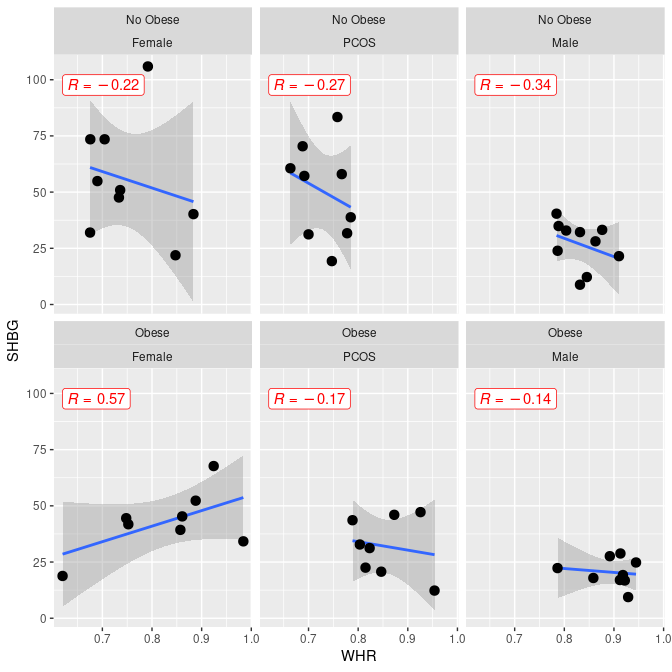 No Obese No Obese No Obese
Female PCOS Male
100
75
50
25
0
R = −0.22
R = −0.27
R = −0.34
SHBG
Obese Obese Obese
Female PCOS Male
100
75
50
25
0
R = 0.57
R = −0.17
R = −0.14
0.7 0.8 0.9 1.0 0.7 0.8 0.9 1.0 0.7 0.8 0.9 1.0
WHR